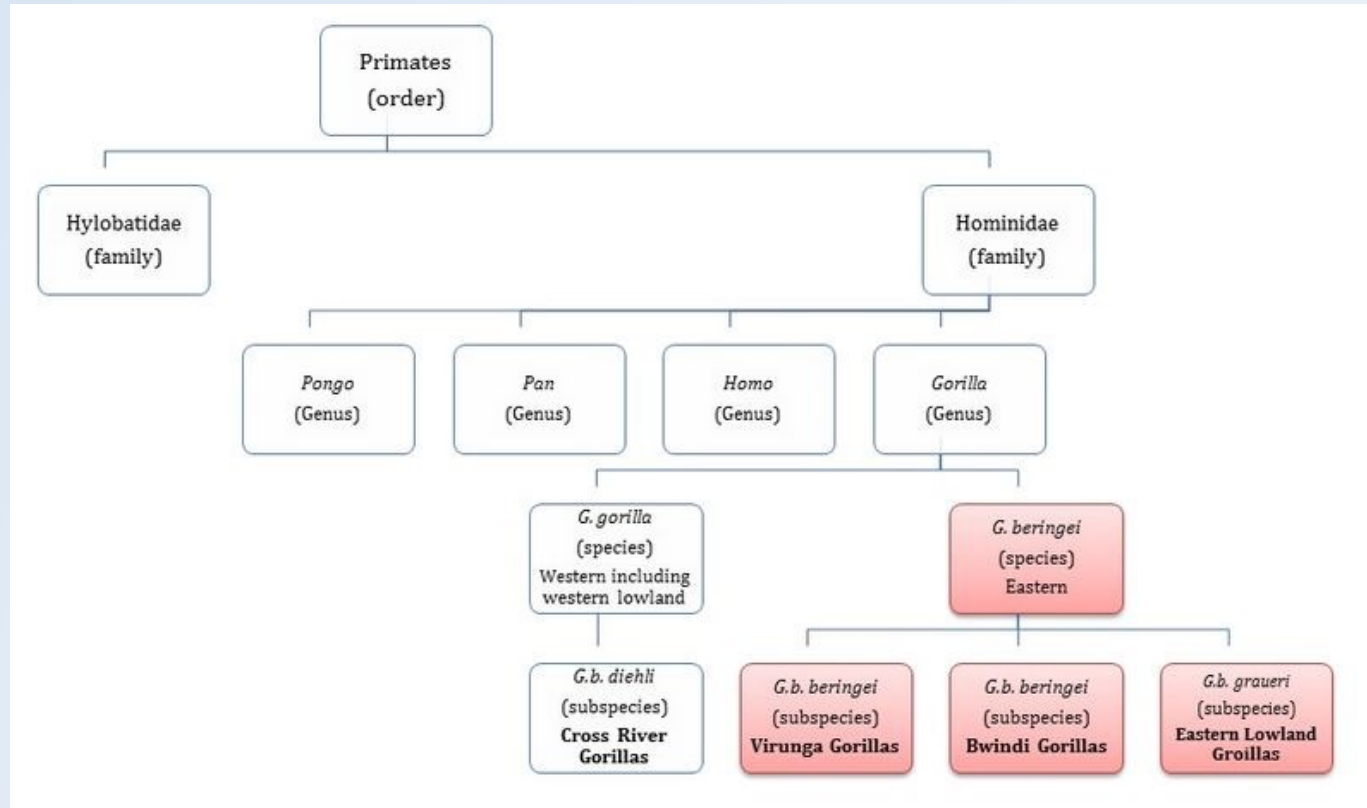 Primates
(order)
Hylobatidae
(family)
Hominidae
(family)
Pongo
(Genus)
Pan
(Genus)
Homo
(Genus)
Gorilla
(Genus)
G. gorilla
(species)
Western including
western lowland
G. beringei
(species)
Eastern
G.b. diehli
(subspecies)
Cross River
Gorillas
G.b. beringei
(subspecies)
Virunga Gorillas
G.b. beringei
(subspecies)
Bwindi Gorillas
G.b. graueri
(subspecies)
Eastern Lowland
Groillas